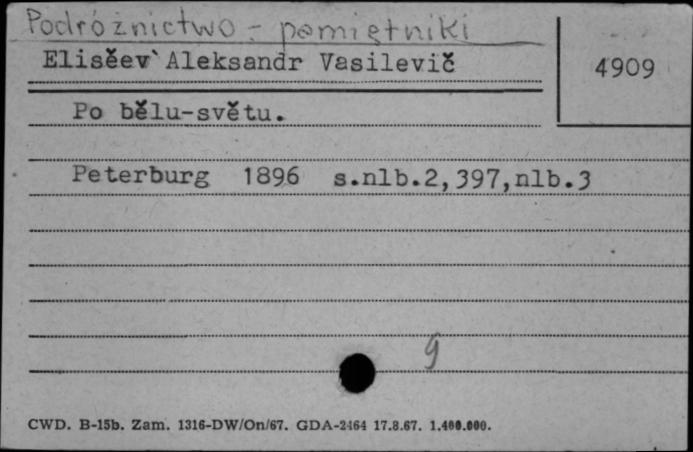 Podróżnictwo - pamiętniki
Elisěev` Aleksandr Vasilevič
4909
Po bělu-světu.
Peterburg 1896 s.nlb.2,397,nlb.3
9
CWD. B-15b. Zam. 1316-DW/On/67. GDA-2464 17.8.67. 1.400.000.